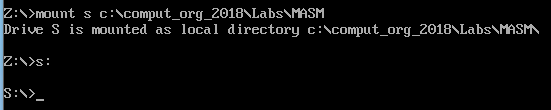 Z:\>mount s c:\comput_org_2018\Labs\MASM
Drive S is mounted as local directory c:\comput_org_2018\Labs\MASM\
Z:\>s:
S:\>_